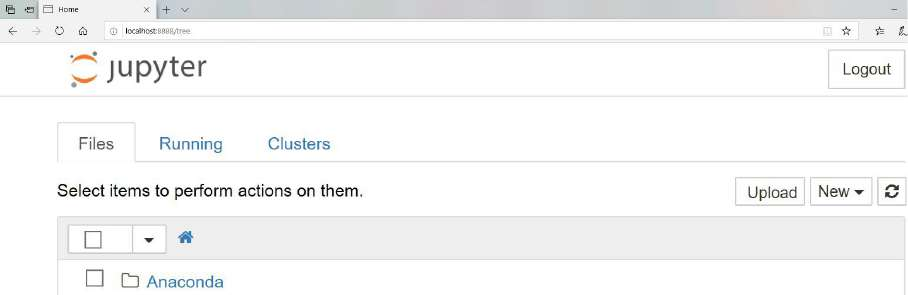 Home
localhost:8888/tree
jupyter
Logout
Files Running Clusters
Select items to perform actions on them.
Upload New
Anaconda